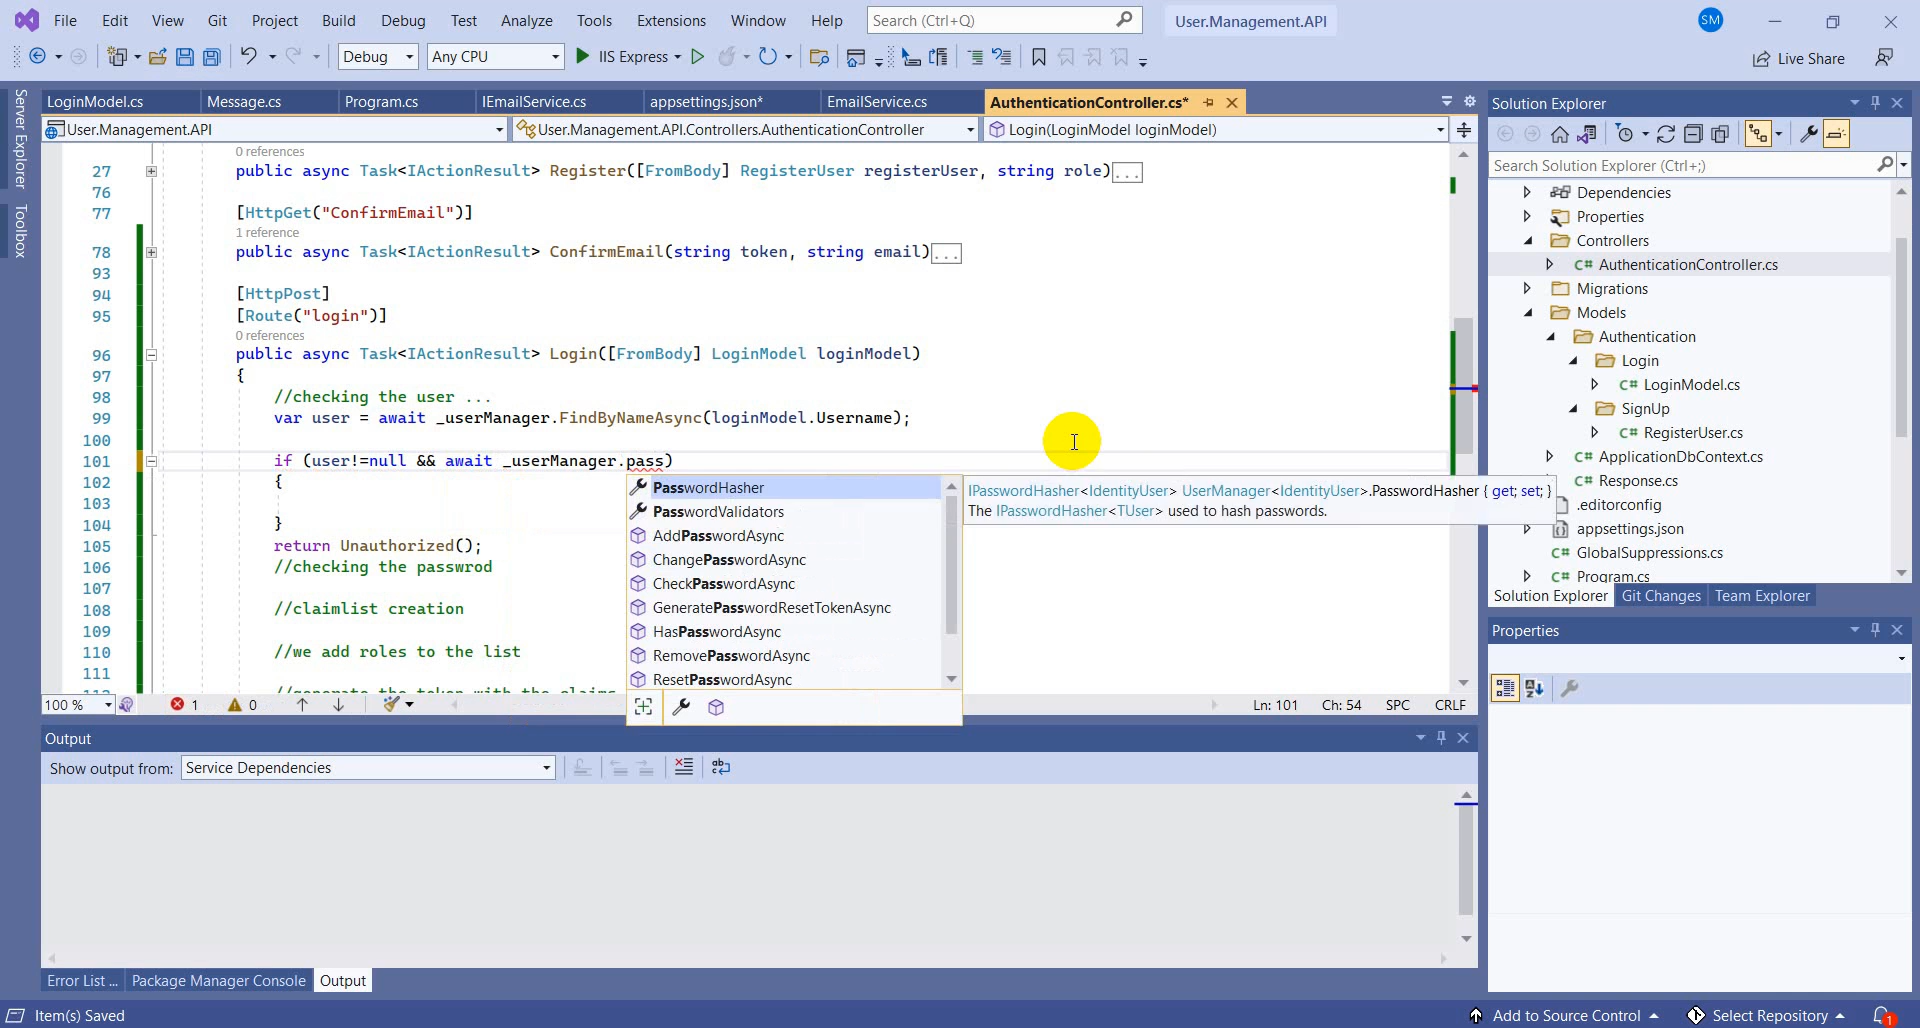 File Edit View Git Project Build Debug Test Analyze Tools Extensions Window Help Search (Ctrl+Q) User.Management.API SM
Debug Any CPU IIS Express Live Share
Server Explorer
Toolbox
LoginModel.cs Message.cs Program.cs IEmailService.cs appsettings.json* EmailService.cs AuthenticationController.cs*
User.Management.API User.Management.API.Controllers.AuthenticationController Login(LoginModel loginModel)
0 references
27 public async Task<IActionResult> Register([FromBody] RegisterUser registerUser, string role)...
76
77 [HttpGet("ConfirmEmail")]
1 reference
78 public async Task<IActionResult> ConfirmEmail(string token, string email)...
93
94 [HttpPost]
95 [Route("login")]
0 references
96 public async Task<IActionResult> Login([FromBody] LoginModel loginModel)
97 {
98 //checking the user ...
99 var user = await _userManager.FindByNameAsync(loginModel.Username);
100
101 if (user!=null && await _userManager.pass)
102 {
103
104 }
105 return Unauthorized();
106 //checking the passwrod
107
108 //claimlist creation
109
110 //we add roles to the list
111
112 //generate the token with the claims
PasswordHasher
PasswordValidators
AddPasswordAsync
ChangePasswordAsync
CheckPasswordAsync
GeneratePasswordResetTokenAsync
HasPasswordAsync
RemovePasswordAsync
ResetPasswordAsync
IPasswordHasher<IdentityUser> UserManager<IdentityUser>.PasswordHasher { get; set; }
The IPasswordHasher<TUser> used to hash passwords.
100 % 1 0 Ln: 101 Ch: 54 SPC CRLF
Output
Show output from: Service Dependencies
Error List ... Package Manager Console Output
Solution Explorer
Search Solution Explorer (Ctrl+;)
Dependencies
Properties
Controllers
C# AuthenticationController.cs
Migrations
Models
Authentication
Login
C# LoginModel.cs
SignUp
C# RegisterUser.cs
C# ApplicationDbContext.cs
C# Response.cs
.editorconfig
appsettings.json
C# GlobalSuppressions.cs
C# Program.cs
Solution Explorer Git Changes Team Explorer
Properties
Item(s) Saved Add to Source Control Select Repository 1